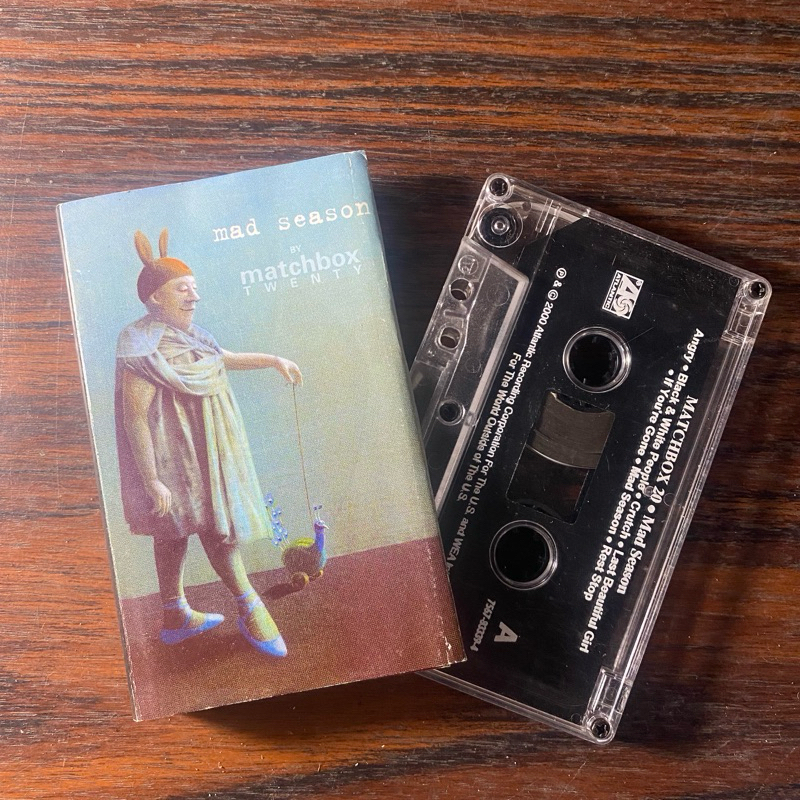 mad season
BY
matchbox
TWENTY
ATLANTIC
MATCHBOX 20 • Mad Season
Angry • Black & White People • Crutch • Last Beautiful Girl
• If You're Gone • Mad Season • Rest Stop
℗ & © 2000 Atlantic Recording Corporation For The U.S. and WEA
For The World Outside of The U.S.
A